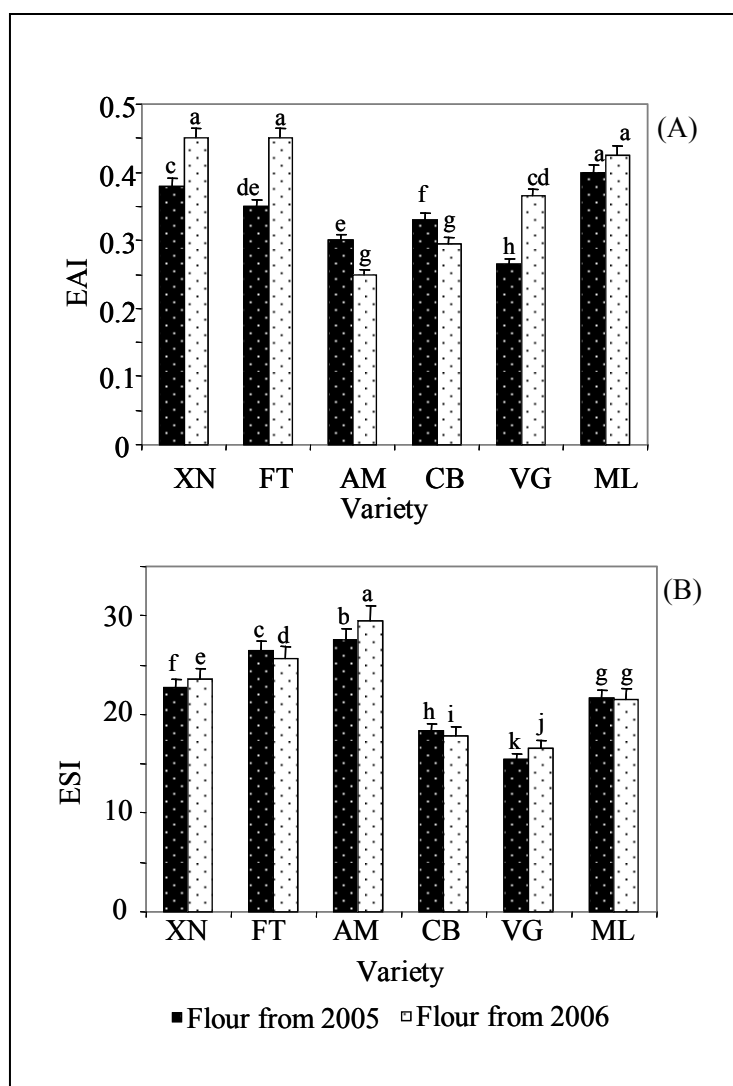 (A)
0.5
0.4
0.3
0.2
0.1
0
EAI
c a de a e g f g h cd a a
XN FT AM CB VG ML
Variety
(B)
30
20
10
0
ESI
f e c d b a h i k j g g
XN FT AM CB VG ML
Variety
Flour from 2005 Flour from 2006